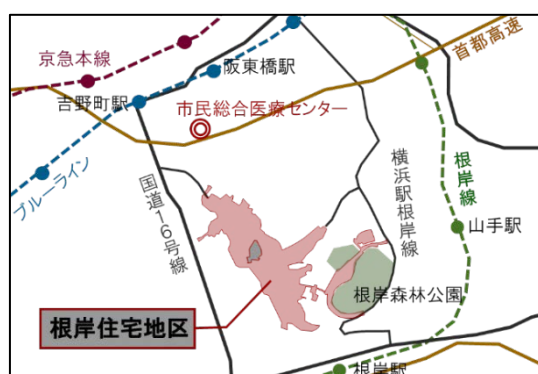 首都高速
京急本線
阪東橋駅
吉野町駅
市民総合医療センター
ブルーライン
国道16号線
横浜駅根岸線
根岸線
山手駅
根岸森林公園
根岸住宅地区
根岸駅